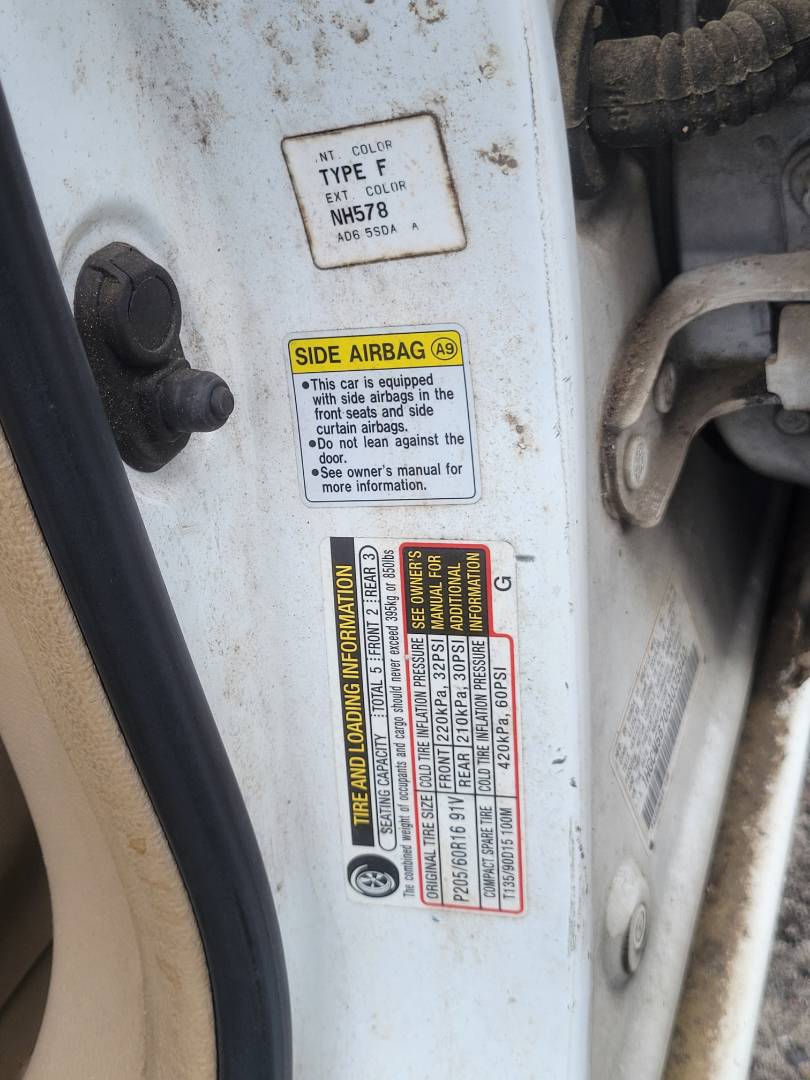 INT. COLOR
TYPE F
EXT. COLOR
NH578
AD6 5SDA A
SIDE AIRBAG A9
●This car is equipped
with side airbags in the
front seats and side
curtain airbags.
●Do not lean against the
door.
●See owner's manual for
more information.
TIRE AND LOADING INFORMATION
SEATING CAPACITY TOTAL 5 FRONT 2 REAR 3
The combined weight of occupants and cargo should never exceed 395kg or 850lbs
ORIGINAL TIRE SIZE COLD TIRE INFLATION PRESSURE
P205/60R16 91V FRONT 220kPa, 32PSI
REAR 210kPa, 30PSI
COMPACT SPARE TIRE COLD TIRE INFLATION PRESSURE
T135/90D15 100M 420kPa, 60PSI
SEE OWNER'S
MANUAL FOR
ADDITIONAL
INFORMATION
G